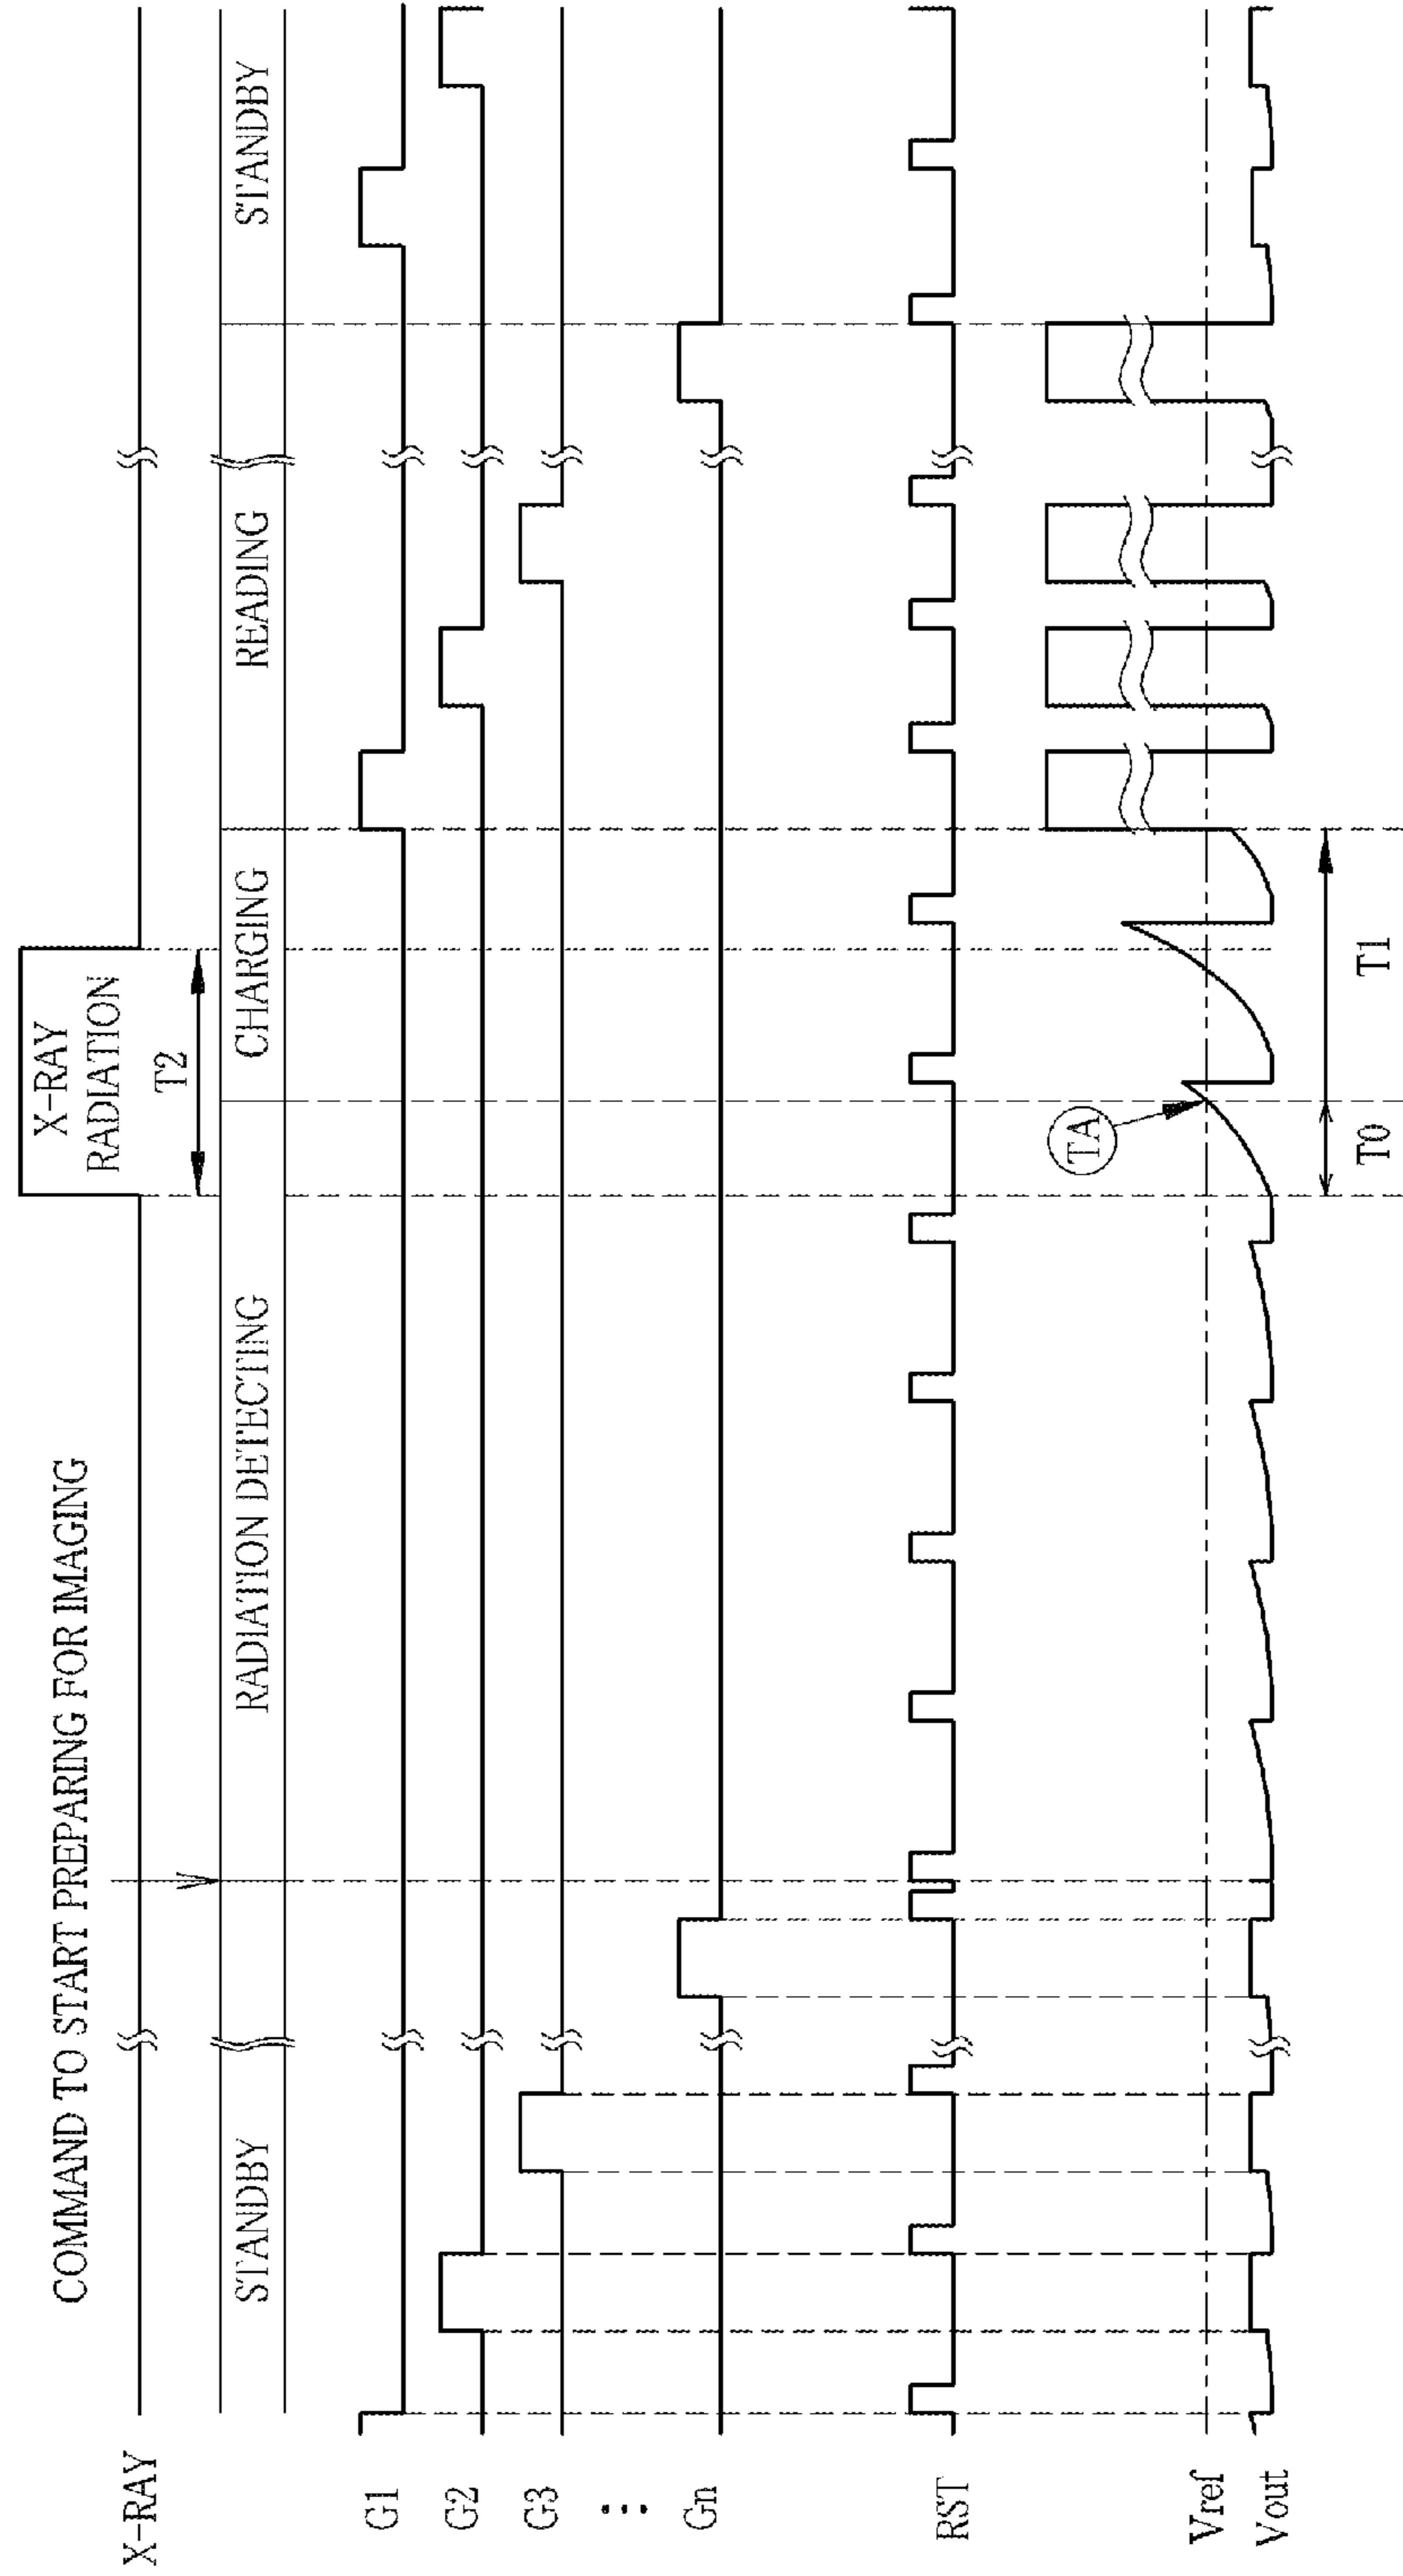 COMMAND TO START PREPARING FOR IMAGING
X-RAY
RADIATION
T2
X-RAY
STANDBY
RADIATION DETECTING
CHARGING
READING
STANDBY
G1
G2
G3
⋮
Gn
RST
TA
Vref
Vout
T0
T1